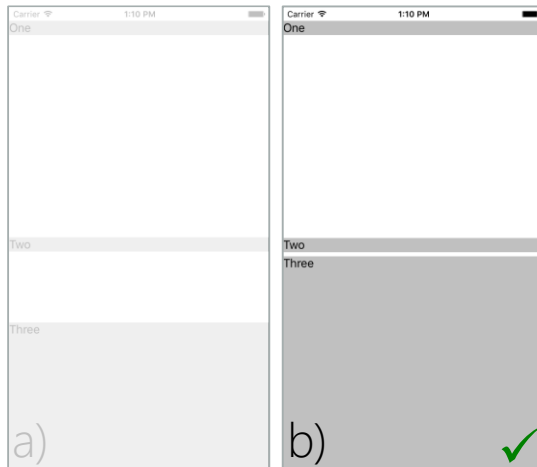 Carrier 1:10 PM
One
Two
Three
a)
Carrier 1:10 PM
One
Two
Three
b)